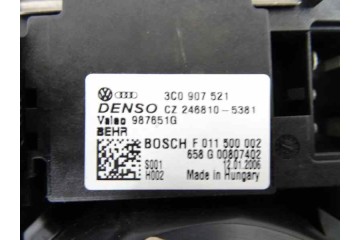 3C0 907 521
DENSO CZ 246810-5381
Valeo 987651G
BEHR
BOSCH F 011 500 002
658 G 00807402
S001 12.01.2006
H002 Made in Hungary